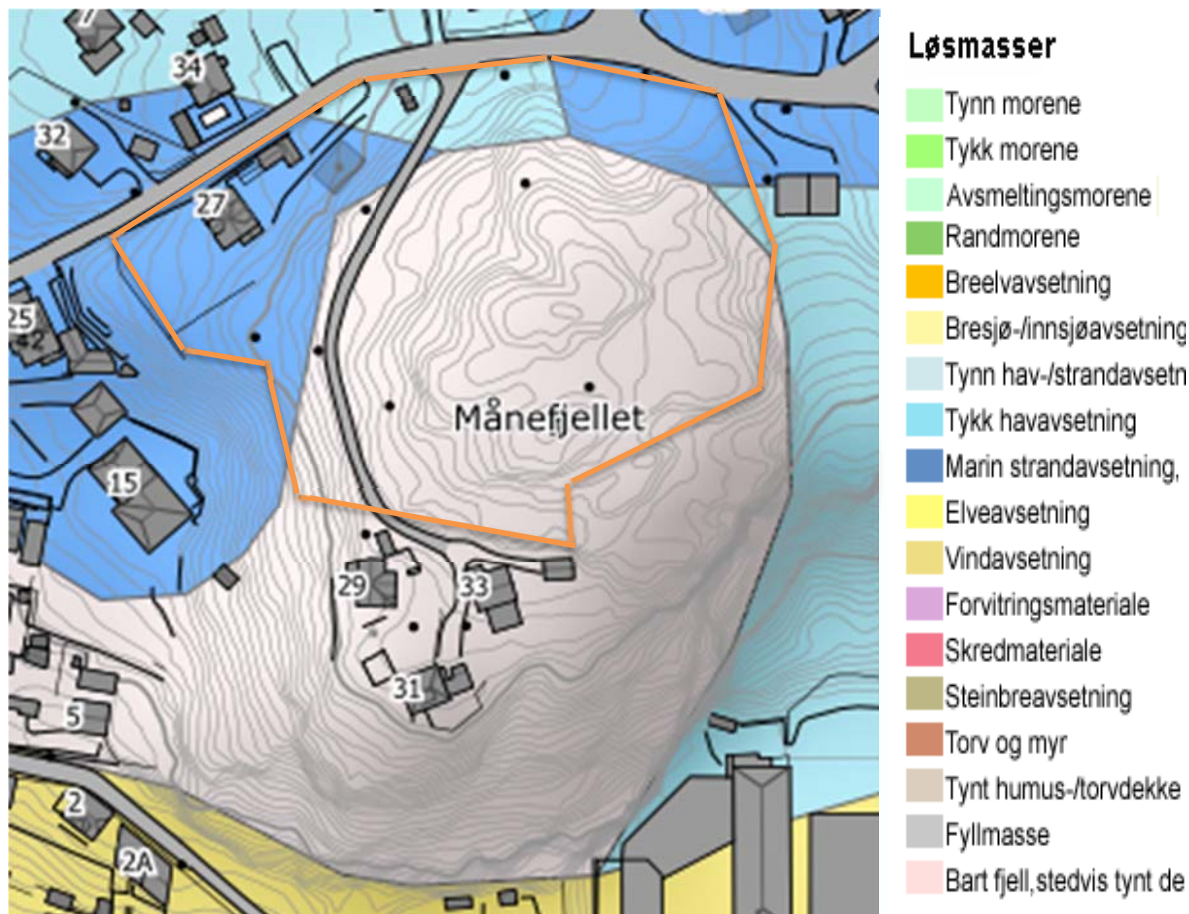 34
32
27
25
42
Månefjellet
15
29
33
31
5
2
2A
Løsmasser
Tynn morene
Tykk morene
Avsmeltingsmorene
Randmorene
Breelvavsetning
Bresjø-/innsjøavsetning
Tynn hav-/strandavsetn
Tykk havavsetning
Marin strandavsetning,
Elveavsetning
Vindavsetning
Forvitringsmateriale
Skredmateriale
Steinbreavsetning
Torv og myr
Tynt humus-/torvdekke
Fyllmasse
Bart fjell,stedvis tynt de